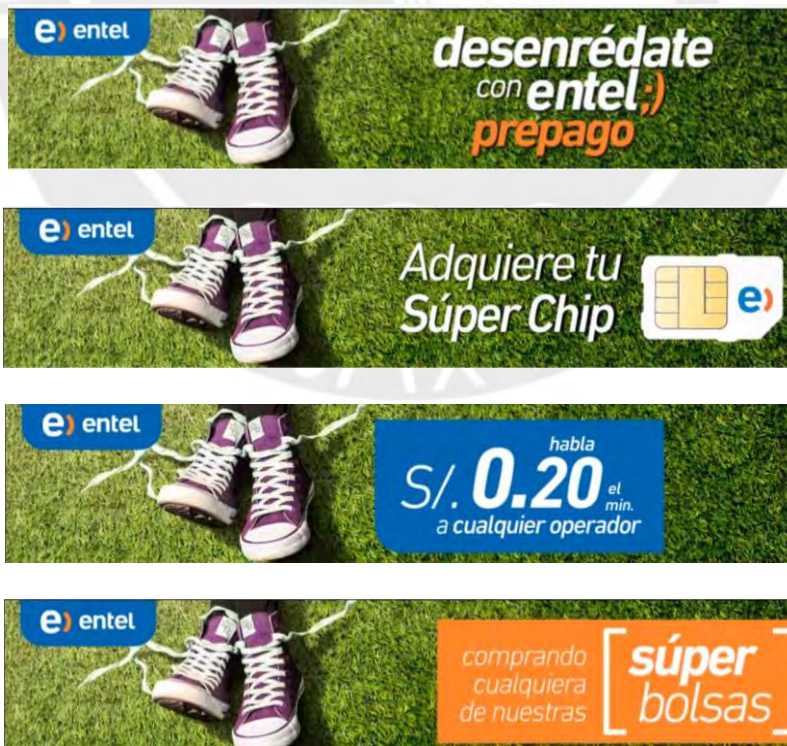 e) entel
desenrédate
con entel;)
prepago
e) entel
Adquiere tu
Súper Chip
e)
e) entel
habla
S/. 0.20 el
min.
a cualquier operador
e) entel
comprando
cualquiera
de nuestras
[súper
bolsas]